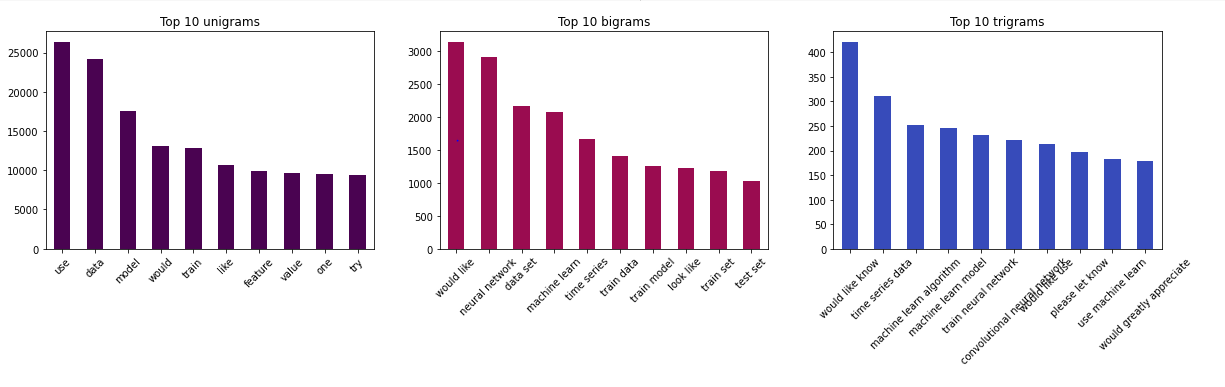 Top 10 unigrams
25000
20000
15000
10000
5000
0
use
data
model
would
train
like
feature
value
one
try
Top 10 bigrams
3000
2500
2000
1500
1000
500
0
would like
neural network
data set
machine learn
time series
train data
train model
look like
train set
test set
Top 10 trigrams
400
350
300
250
200
150
100
50
0
would like know
time series data
machine learn algorithm
machine learn model
train neural network
convolutional neural network
would like use
please let know
use machine learn
would greatly appreciate